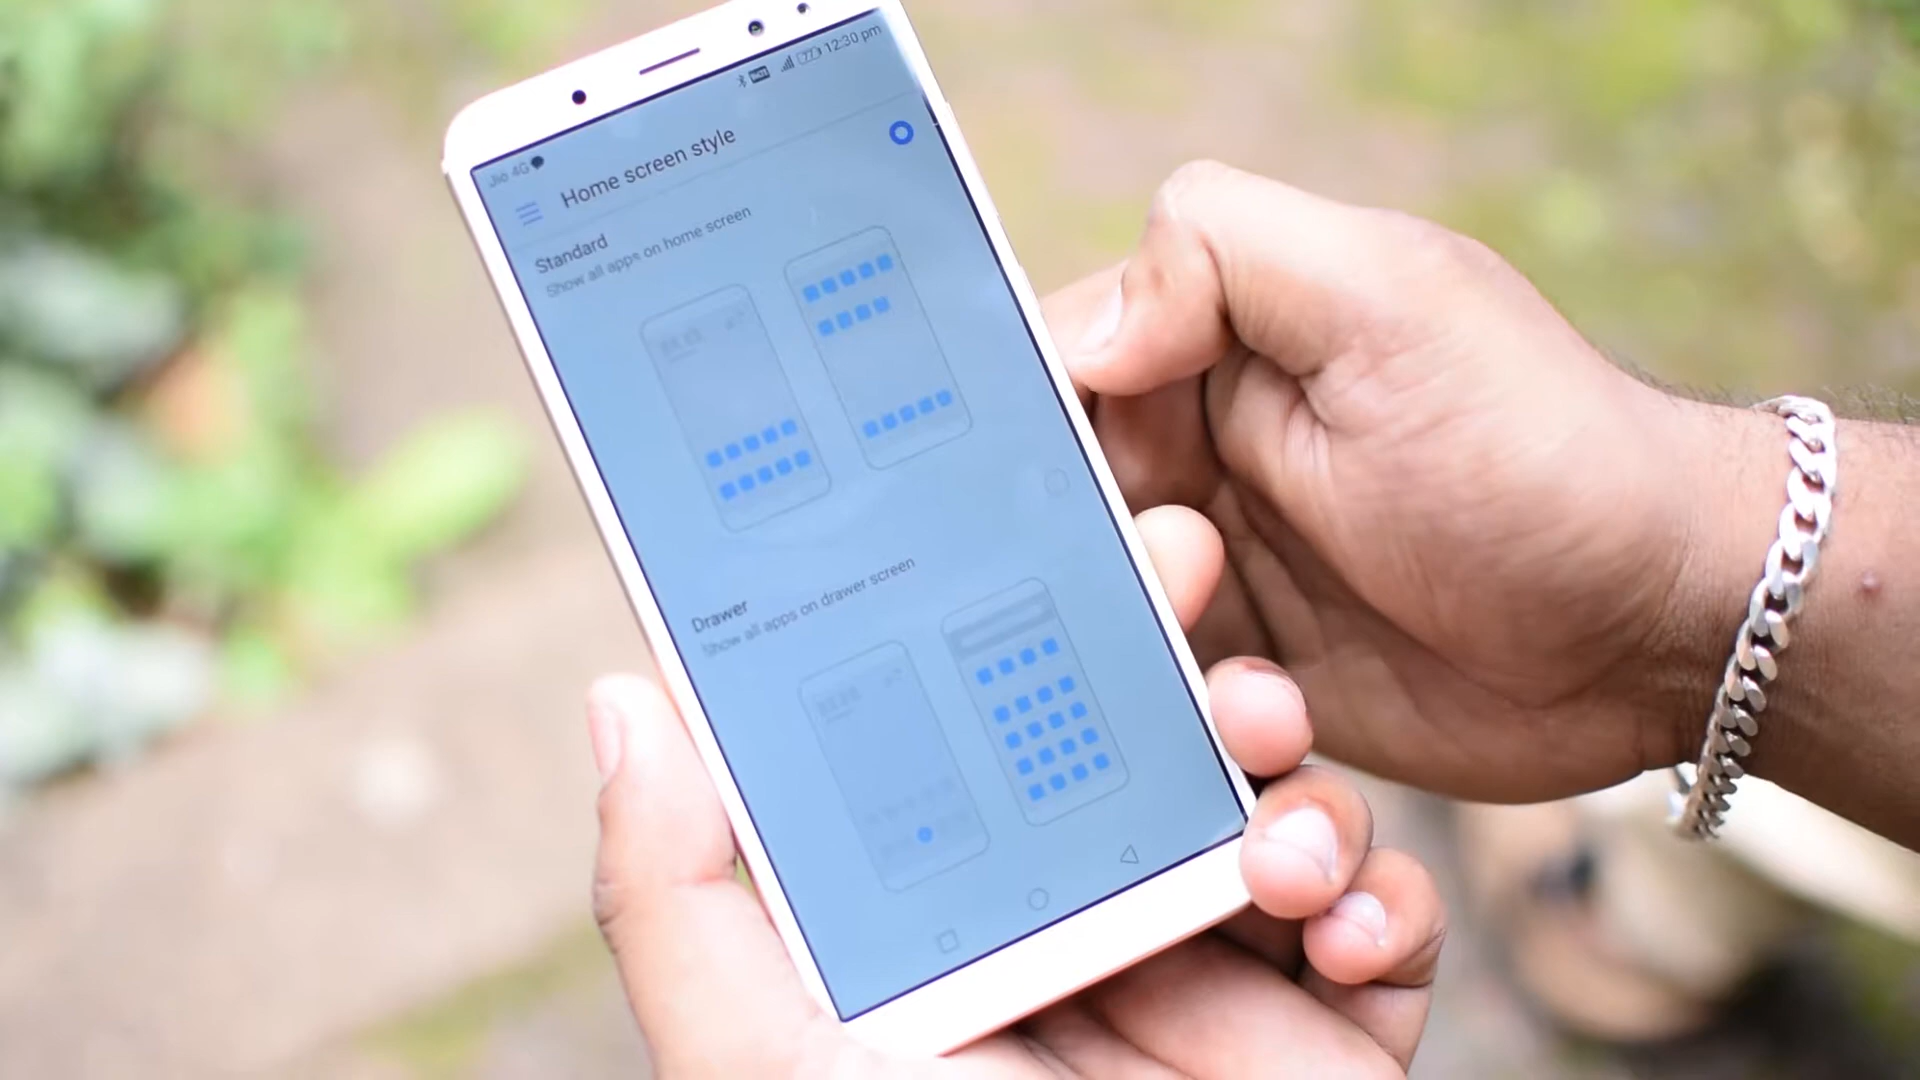 Jio 4G 77 12:30 pm
Home screen style
Standard
Show all apps on home screen
Drawer
Show all apps on drawer screen